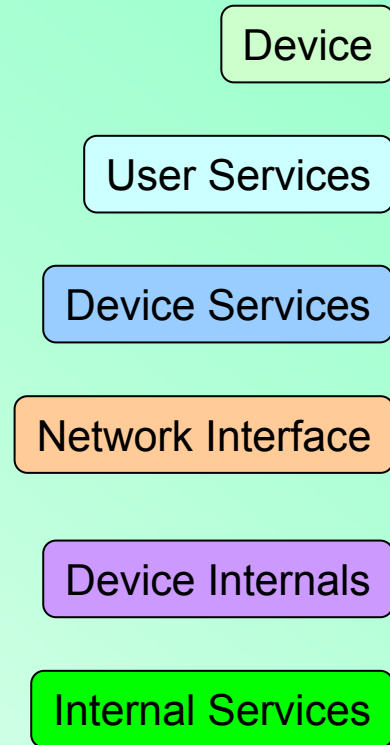 Device
User Services
Device Services
Network Interface
Device Internals
Internal Services